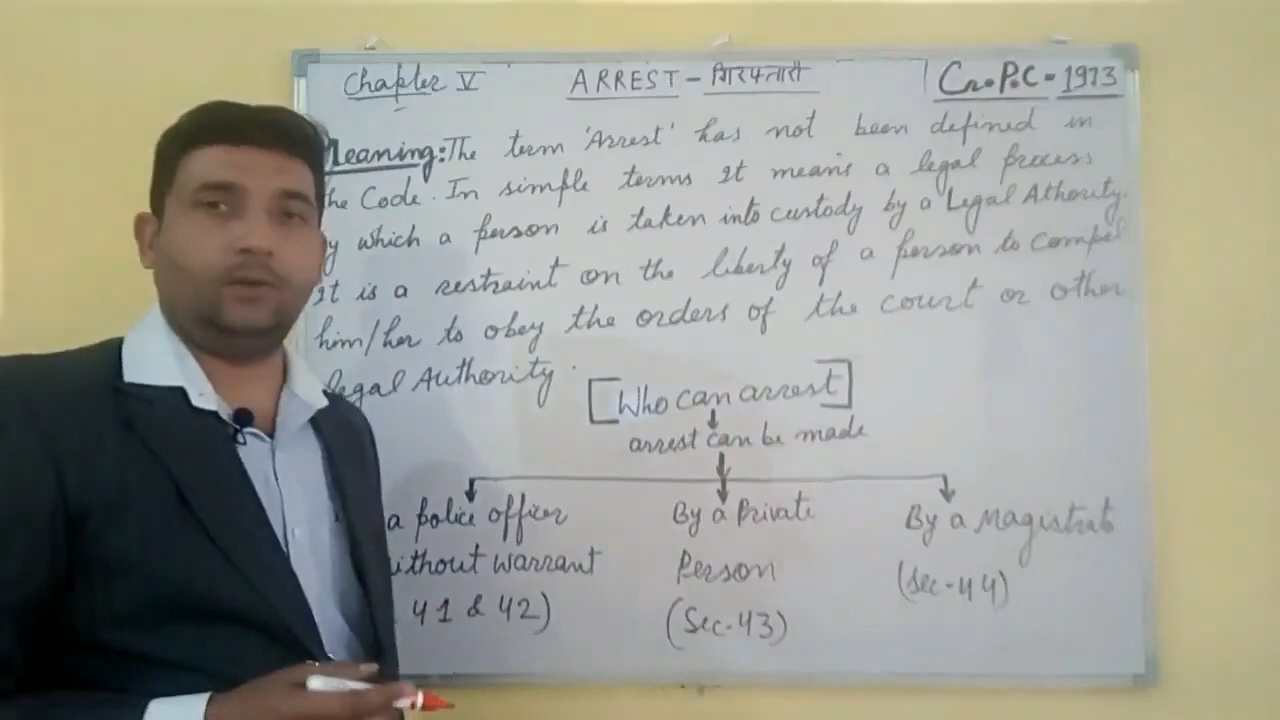 Chapter V ARREST - गिरफ्तारी Cr.P.C - 1973
Meaning: The term 'Arrest' has not been defined in
the Code. In simple terms It means a legal process
by which a person is taken into custody by a Legal Athority.
It is a restraint on the liberty of a person to compel
him/her to obey the orders of the court or other
legal Authority.
[Who can arrest]
arrest can be made
a police officer By a Private By a Magistrate
without warrant Person (Sec-44)
41 & 42) (Sec-43)